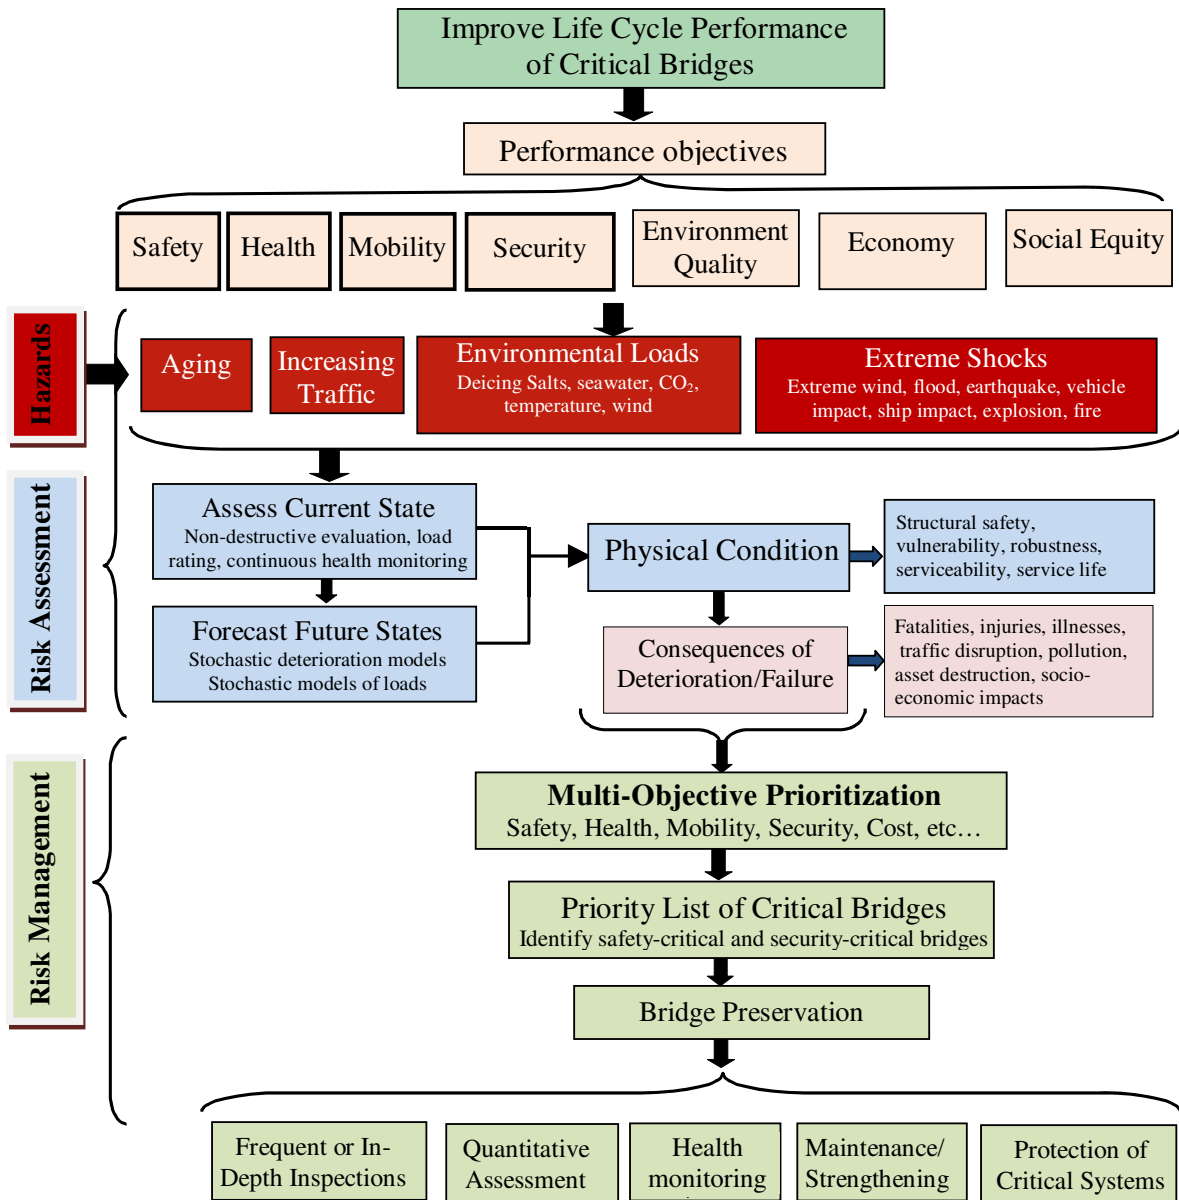 Improve Life Cycle Performance
of Critical Bridges
Performance objectives
Safety
Health
Mobility
Security
Environment
Quality
Economy
Social Equity
Hazards
Aging
Increasing
Traffic
Environmental Loads
Deicing Salts, seawater, CO₂,
temperature, wind
Extreme Shocks
Extreme wind, flood, earthquake, vehicle
impact, ship impact, explosion, fire
Risk Assessment
Assess Current State
Non-destructive evaluation, load
rating, continuous health monitoring
Forecast Future States
Stochastic deterioration models
Stochastic models of loads
Physical Condition
Structural safety,
vulnerability, robustness,
serviceability, service life
Consequences of
Deterioration/Failure
Fatalities, injuries, illnesses,
traffic disruption, pollution,
asset destruction, socio-
economic impacts
Risk Management
Multi-Objective Prioritization
Safety, Health, Mobility, Security, Cost, etc…
Priority List of Critical Bridges
Identify safety-critical and security-critical bridges
Bridge Preservation
Frequent or In-
Depth Inspections
Quantitative
Assessment
Health
monitoring
Maintenance/
Strengthening
Protection of
Critical Systems